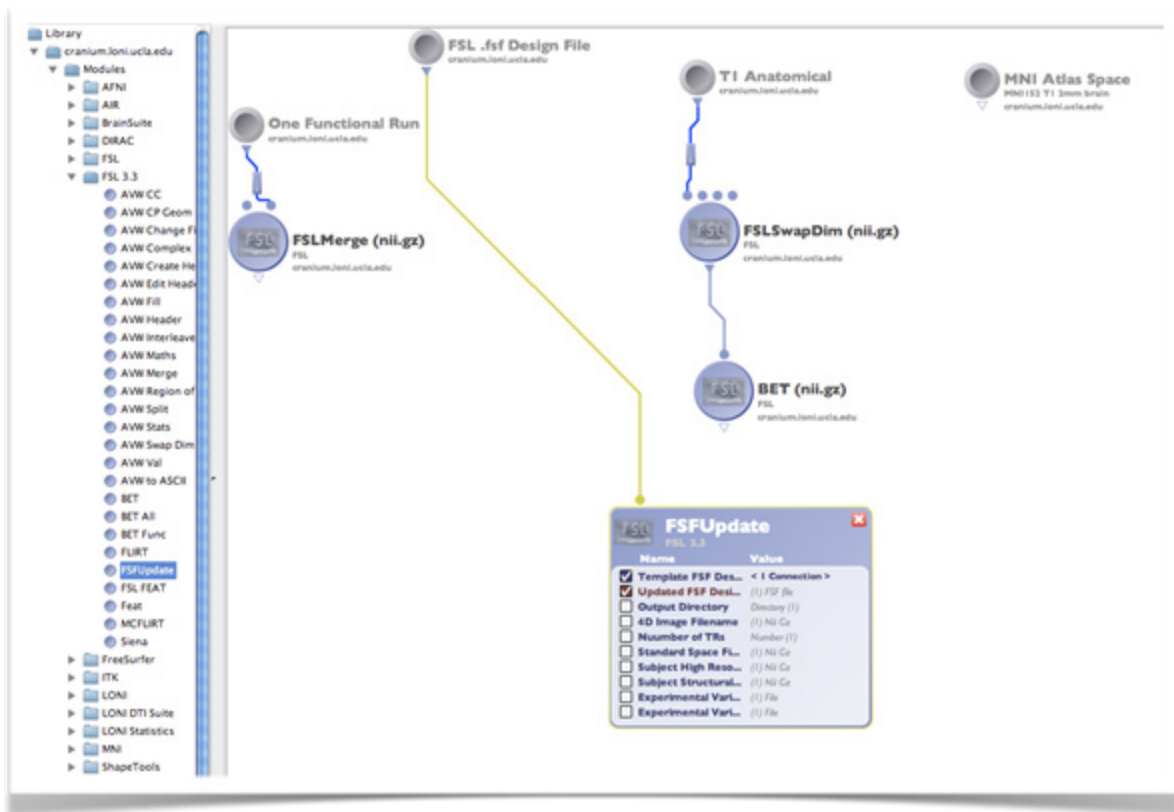 Library
cranium.loni.ucla.edu
Modules
AFNI
AIR
BrainSuite
DIRAC
FSL
FSL 3.3
AVW CC
AVW CP Geom
AVW Change Fi
AVW Complex
AVW Create He
AVW Edit Head
AVW Fill
AVW Header
AVW Interleave
AVW Maths
AVW Merge
AVW Region of
AVW Split
AVW Stats
AVW Swap Dim
AVW Val
AVW to ASCII
BET
BET All
BET Func
FLIRT
FSFUpdate
FSL FEAT
Feat
MCFLIRT
Siena
FreeSurfer
ITK
LONI
LONI DTI Suite
LONI Statistics
MNI
ShapeTools
FSL .fsf Design File
cranium.loni.ucla.edu
T1 Anatomical
cranium.loni.ucla.edu
MNI Atlas Space
MNI152 T1 2mm brain
cranium.loni.ucla.edu
One Functional Run
cranium.loni.ucla.edu
FSL
FSLMerge (nii.gz)
FSL
cranium.loni.ucla.edu
FSL
FSLSwapDim (nii.gz)
FSL
cranium.loni.ucla.edu
FSL
BET (nii.gz)
FSL
cranium.loni.ucla.edu
FSL
FSFUpdate
FSL 3.3
Name Value
Template FSF Des... < 1 Connection >
Updated FSF Desi... (1) FSF file
Output Directory Directory (1)
4D Image Filename (1) Nii Gz
Nuumber of TRs Number (1)
Standard Space Fi... (1) Nii Gz
Subject High Reso... (1) Nii Gz
Subject Structural... (1) Nii Gz
Experimental Vari... (1) File
Experimental Vari... (1) File